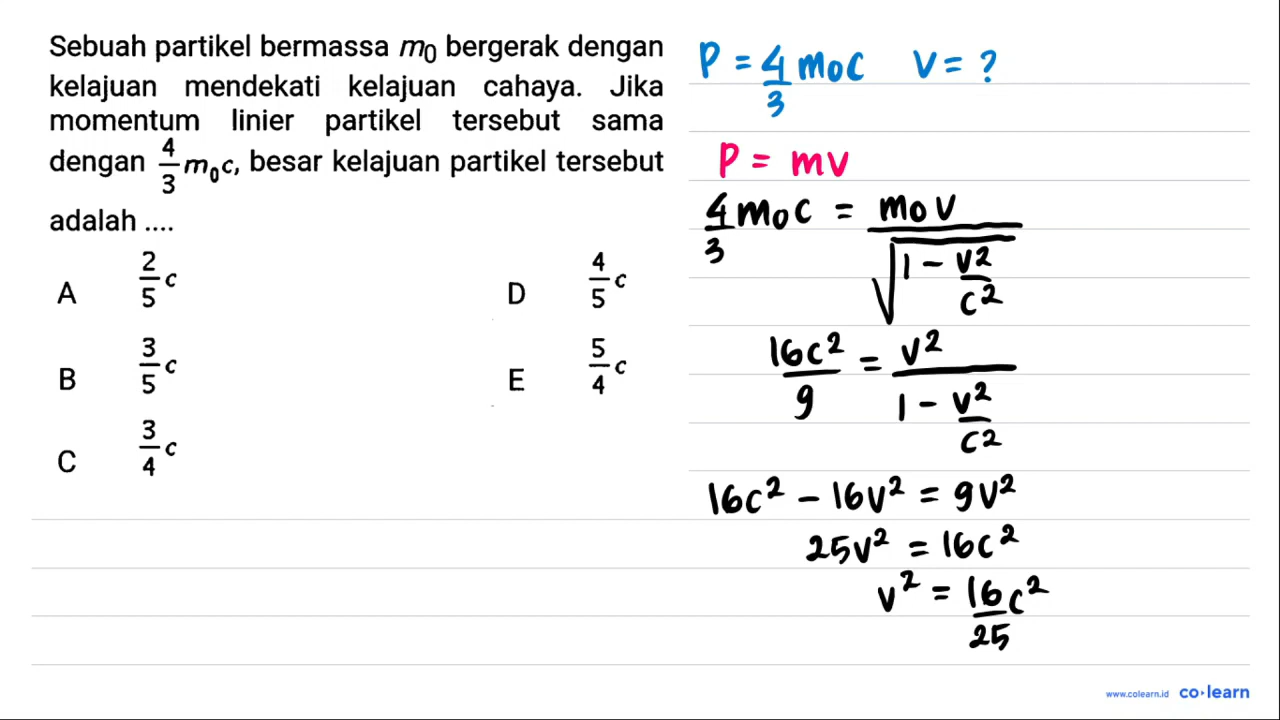 Sebuah partikel bermassa m₀ bergerak dengan
kelajuan mendekati kelajuan cahaya. Jika
momentum linier partikel tersebut sama
dengan 4/3 m₀c, besar kelajuan partikel tersebut
adalah ....
A 2/5 c
B 3/5 c
C 3/4 c
D 4/5 c
E 5/4 c
P = 4/3 m₀c V = ?
P = mv
4/3 m₀c = m₀v / √(1 - v²/c²)
16c²/9 = v² / (1 - v²/c²)
16c² - 16v² = 9v²
25v² = 16c²
v² = 16/25 c²
www.colearn.id co·learn